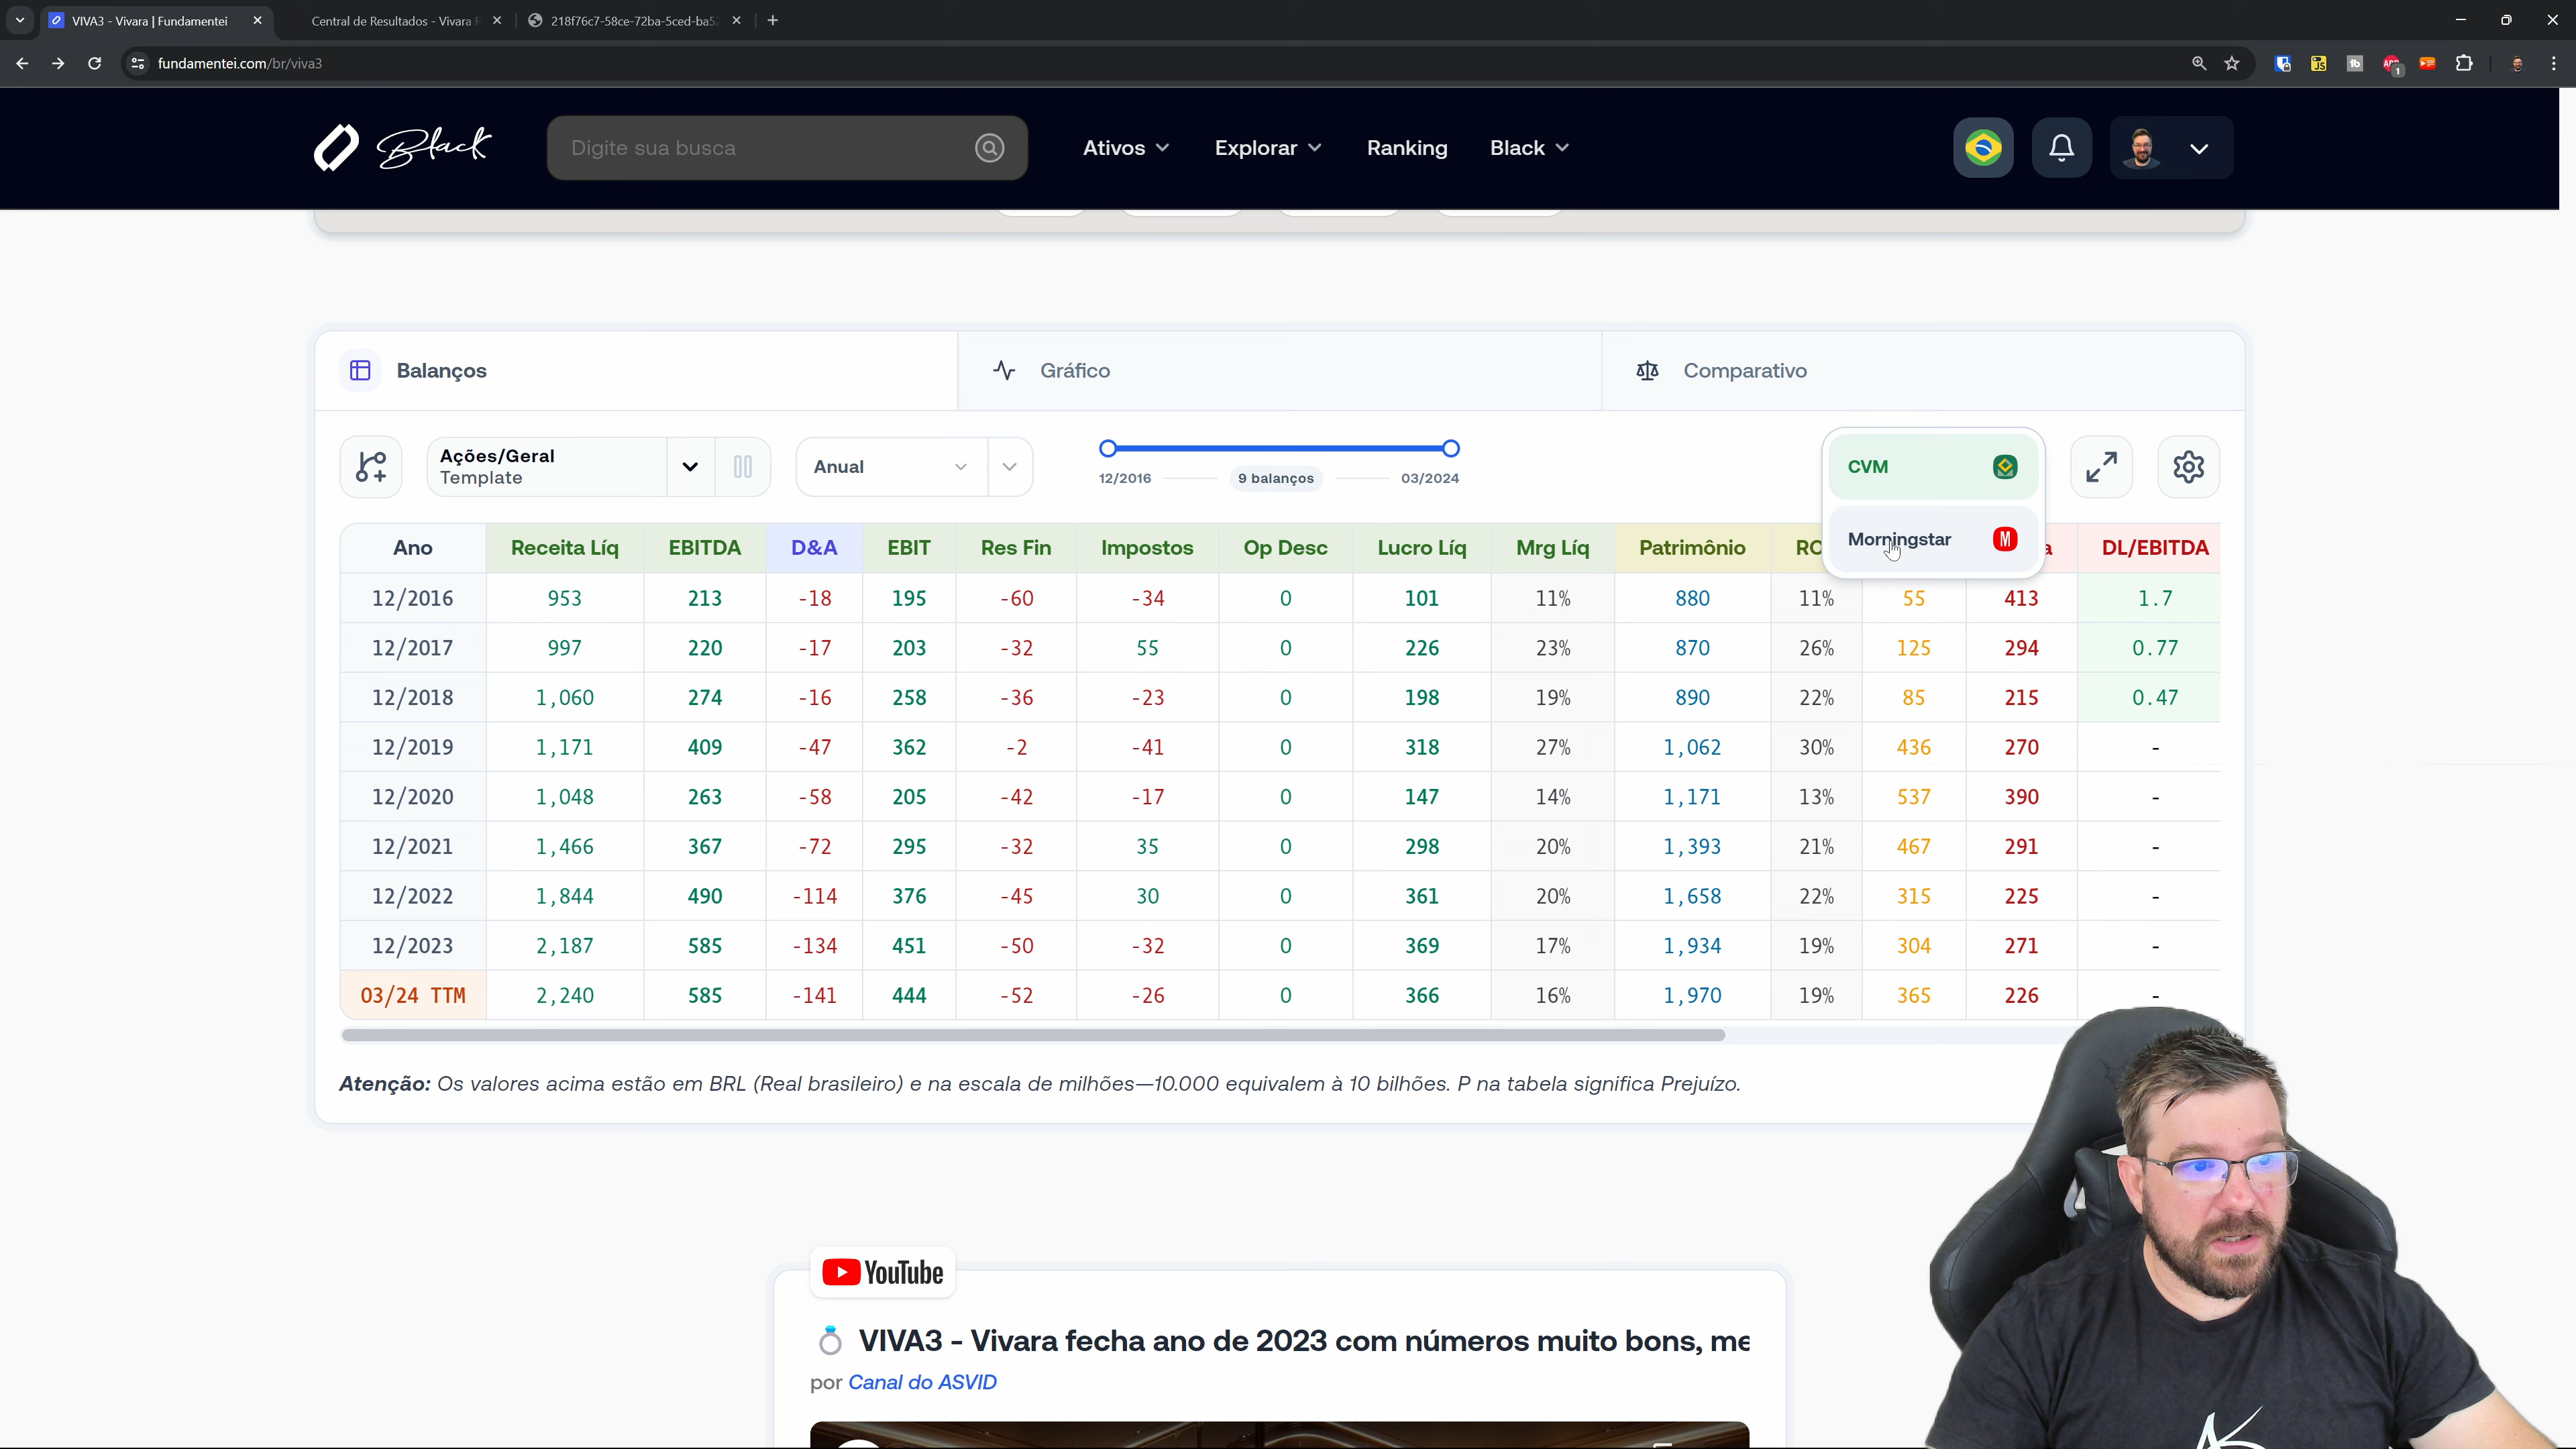 VIVA3 - Vivara | Fundamentei
Central de Resultados - Vivara
218f76c7-58ce-72ba-5ced-ba5
fundamentei.com/br/viva3
Black
Digite sua busca
Ativos
Explorar
Ranking
Black
Balanços
Gráfico
Comparativo
Ações/Geral
Template
Anual
12/2016
9 balanços
03/2024
CVM
Morningstar
Ano Receita Líq EBITDA D&A EBIT Res Fin Impostos Op Desc Lucro Líq Mrg Líq Patrimônio DL/EBITDA
12/2016 953 213 -18 195 -60 -34 0 101 11% 880 11% 55 413 1.7
12/2017 997 220 -17 203 -32 55 0 226 23% 870 26% 125 294 0.77
12/2018 1,060 274 -16 258 -36 -23 0 198 19% 890 22% 85 215 0.47
12/2019 1,171 409 -47 362 -2 -41 0 318 27% 1,062 30% 436 270 -
12/2020 1,048 263 -58 205 -42 -17 0 147 14% 1,171 13% 537 390 -
12/2021 1,466 367 -72 295 -32 35 0 298 20% 1,393 21% 467 291 -
12/2022 1,844 490 -114 376 -45 30 0 361 20% 1,658 22% 315 225 -
12/2023 2,187 585 -134 451 -50 -32 0 369 17% 1,934 19% 304 271 -
03/24 TTM 2,240 585 -141 444 -52 -26 0 366 16% 1,970 19% 365 226 -
Atenção: Os valores acima estão em BRL (Real brasileiro) e na escala de milhões—10.000 equivalem à 10 bilhões. P na tabela significa Prejuízo.
YouTube
VIVA3 - Vivara fecha ano de 2023 com números muito bons, me
por Canal do ASVID